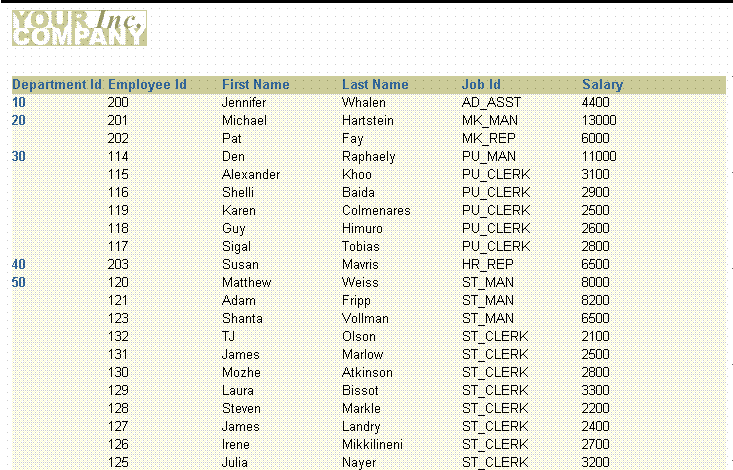 YOUR Inc,
COMPANY
Department Id Employee Id First Name Last Name Job Id Salary
10 200 Jennifer Whalen AD_ASST 4400
20 201 Michael Hartstein MK_MAN 13000
202 Pat Fay MK_REP 6000
30 114 Den Raphaely PU_MAN 11000
115 Alexander Khoo PU_CLERK 3100
116 Shelli Baida PU_CLERK 2900
119 Karen Colmenares PU_CLERK 2500
118 Guy Himuro PU_CLERK 2600
117 Sigal Tobias PU_CLERK 2800
40 203 Susan Mavris HR_REP 6500
50 120 Matthew Weiss ST_MAN 8000
121 Adam Fripp ST_MAN 8200
123 Shanta Vollman ST_MAN 6500
132 TJ Olson ST_CLERK 2100
131 James Marlow ST_CLERK 2500
130 Mozhe Atkinson ST_CLERK 2800
129 Laura Bissot ST_CLERK 3300
128 Steven Markle ST_CLERK 2200
127 James Landry ST_CLERK 2400
126 Irene Mikkilineni ST_CLERK 2700
125 Julia Nayer ST_CLERK 3200